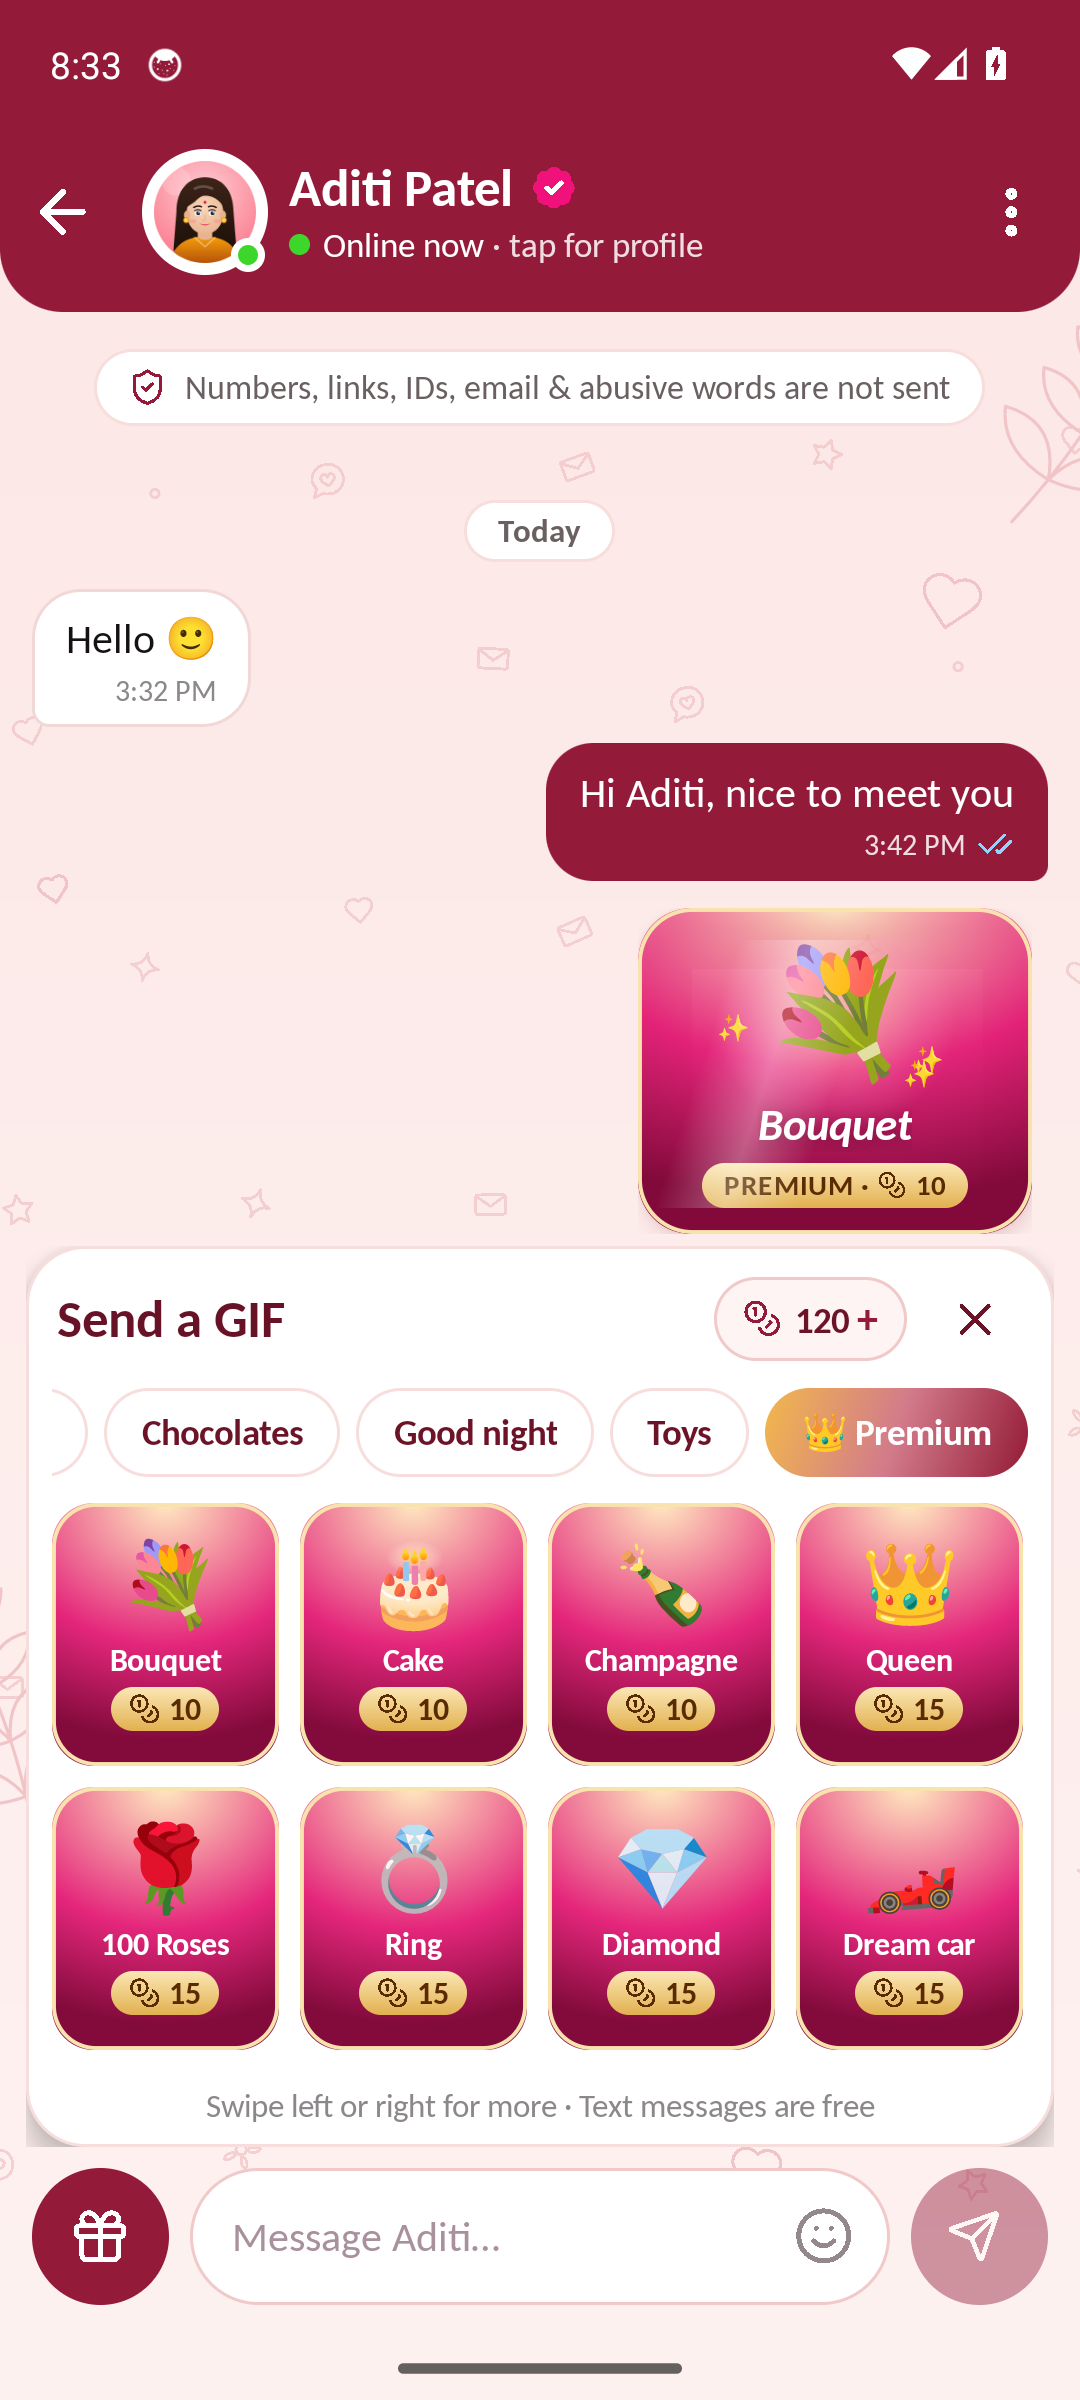 8:33
Aditi Patel
Online now · tap for profile
Numbers, links, IDs, email & abusive words are not sent
Today
Hello 🙂
3:32 PM
Hi Aditi, nice to meet you
3:42 PM
Bouquet
PREMIUM · 10
Send a GIF
120 +
Chocolates Good night Toys 👑 Premium
Bouquet Cake Champagne Queen
10 10 10 15
100 Roses Ring Diamond Dream car
15 15 15 15
Swipe left or right for more · Text messages are free
Message Aditi...